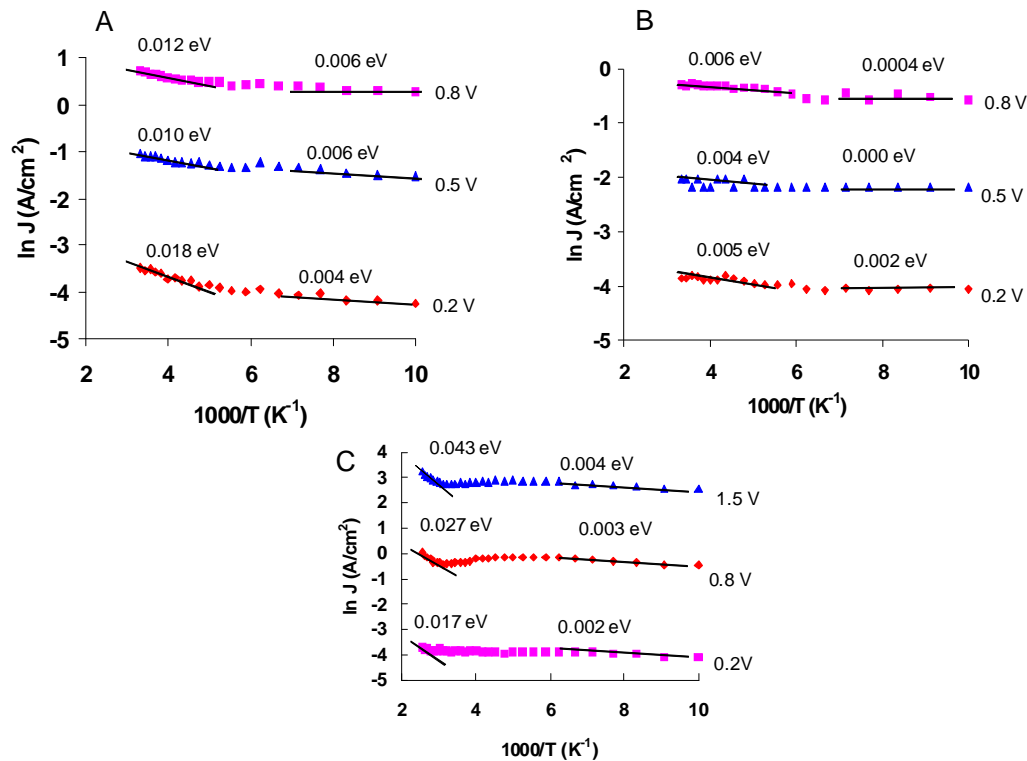 A
0.012 eV
0.006 eV
0.8 V
0.010 eV
0.006 eV
0.5 V
0.018 eV
0.004 eV
0.2 V
1
0
-1
-2
-3
-4
-5
ln J (A/cm²)
2 4 6 8 10
1000/T (K⁻¹)
B
0.006 eV
0.0004 eV
0.8 V
0.004 eV
0.000 eV
0.5 V
0.005 eV
0.002 eV
0.2 V
0
-1
-2
-3
-4
-5
ln J (A/cm²)
2 4 6 8 10
1000/T (K⁻¹)
C
0.043 eV
0.004 eV
1.5 V
0.027 eV
0.003 eV
0.8 V
0.017 eV
0.002 eV
0.2V
4
3
2
1
0
-1
-2
-3
-4
-5
ln J (A/cm²)
2 4 6 8 10
1000/T (K⁻¹)